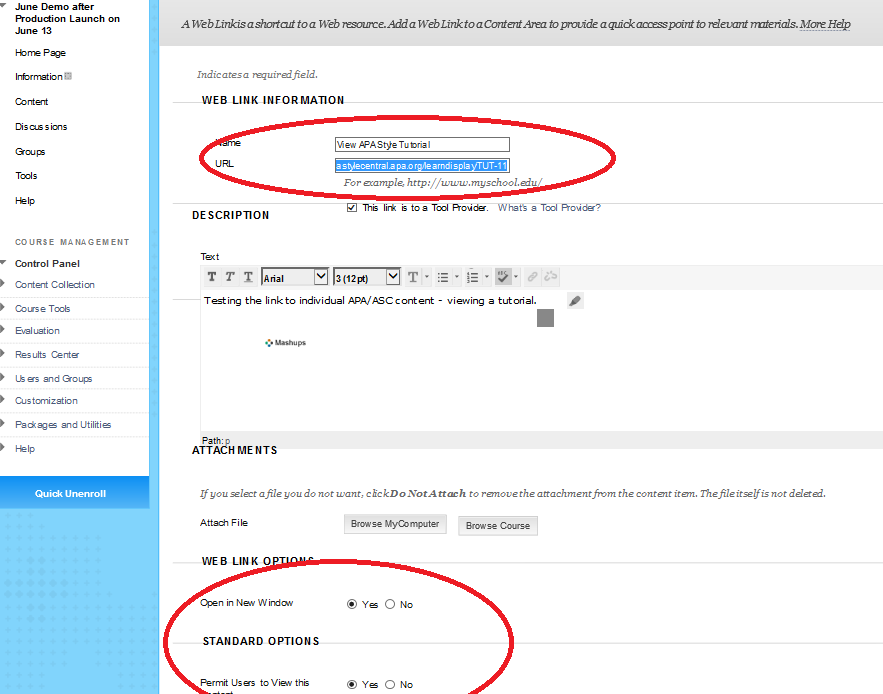 June Demo after
Production Launch on
June 13
Home Page
Information
Content
Discussions
Groups
Tools
Help
COURSE MANAGEMENT
Control Panel
Content Collection
Course Tools
Evaluation
Results Center
Users and Groups
Customization
Packages and Utilities
Help
Quick Unenroll
A Web Link is a shortcut to a Web resource. Add a Web Link to a Content Area to provide a quick access point to relevant materials. More Help
Indicates a required field.
WEB LINK INFORMATION
Name
View APA Style Tutorial
URL
astylecentral.apa.org/learn/display/TUT-11
For example, http://www.myschool.edu/
This link is to a Tool Provider. What's a Tool Provider?
DESCRIPTION
Text
T T T Arial 3 (12pt) T
Testing the link to individual APA/ASC content - viewing a tutorial.
Mashups
Path: p
ATTACHMENTS
If you select a file you do not want, click Do Not Attach to remove the attachment from the content item. The file itself is not deleted.
Attach File
Browse My Computer
Browse Course
WEB LINK OPTIONS
Open in New Window
Yes No
STANDARD OPTIONS
Permit Users to View this
Yes No